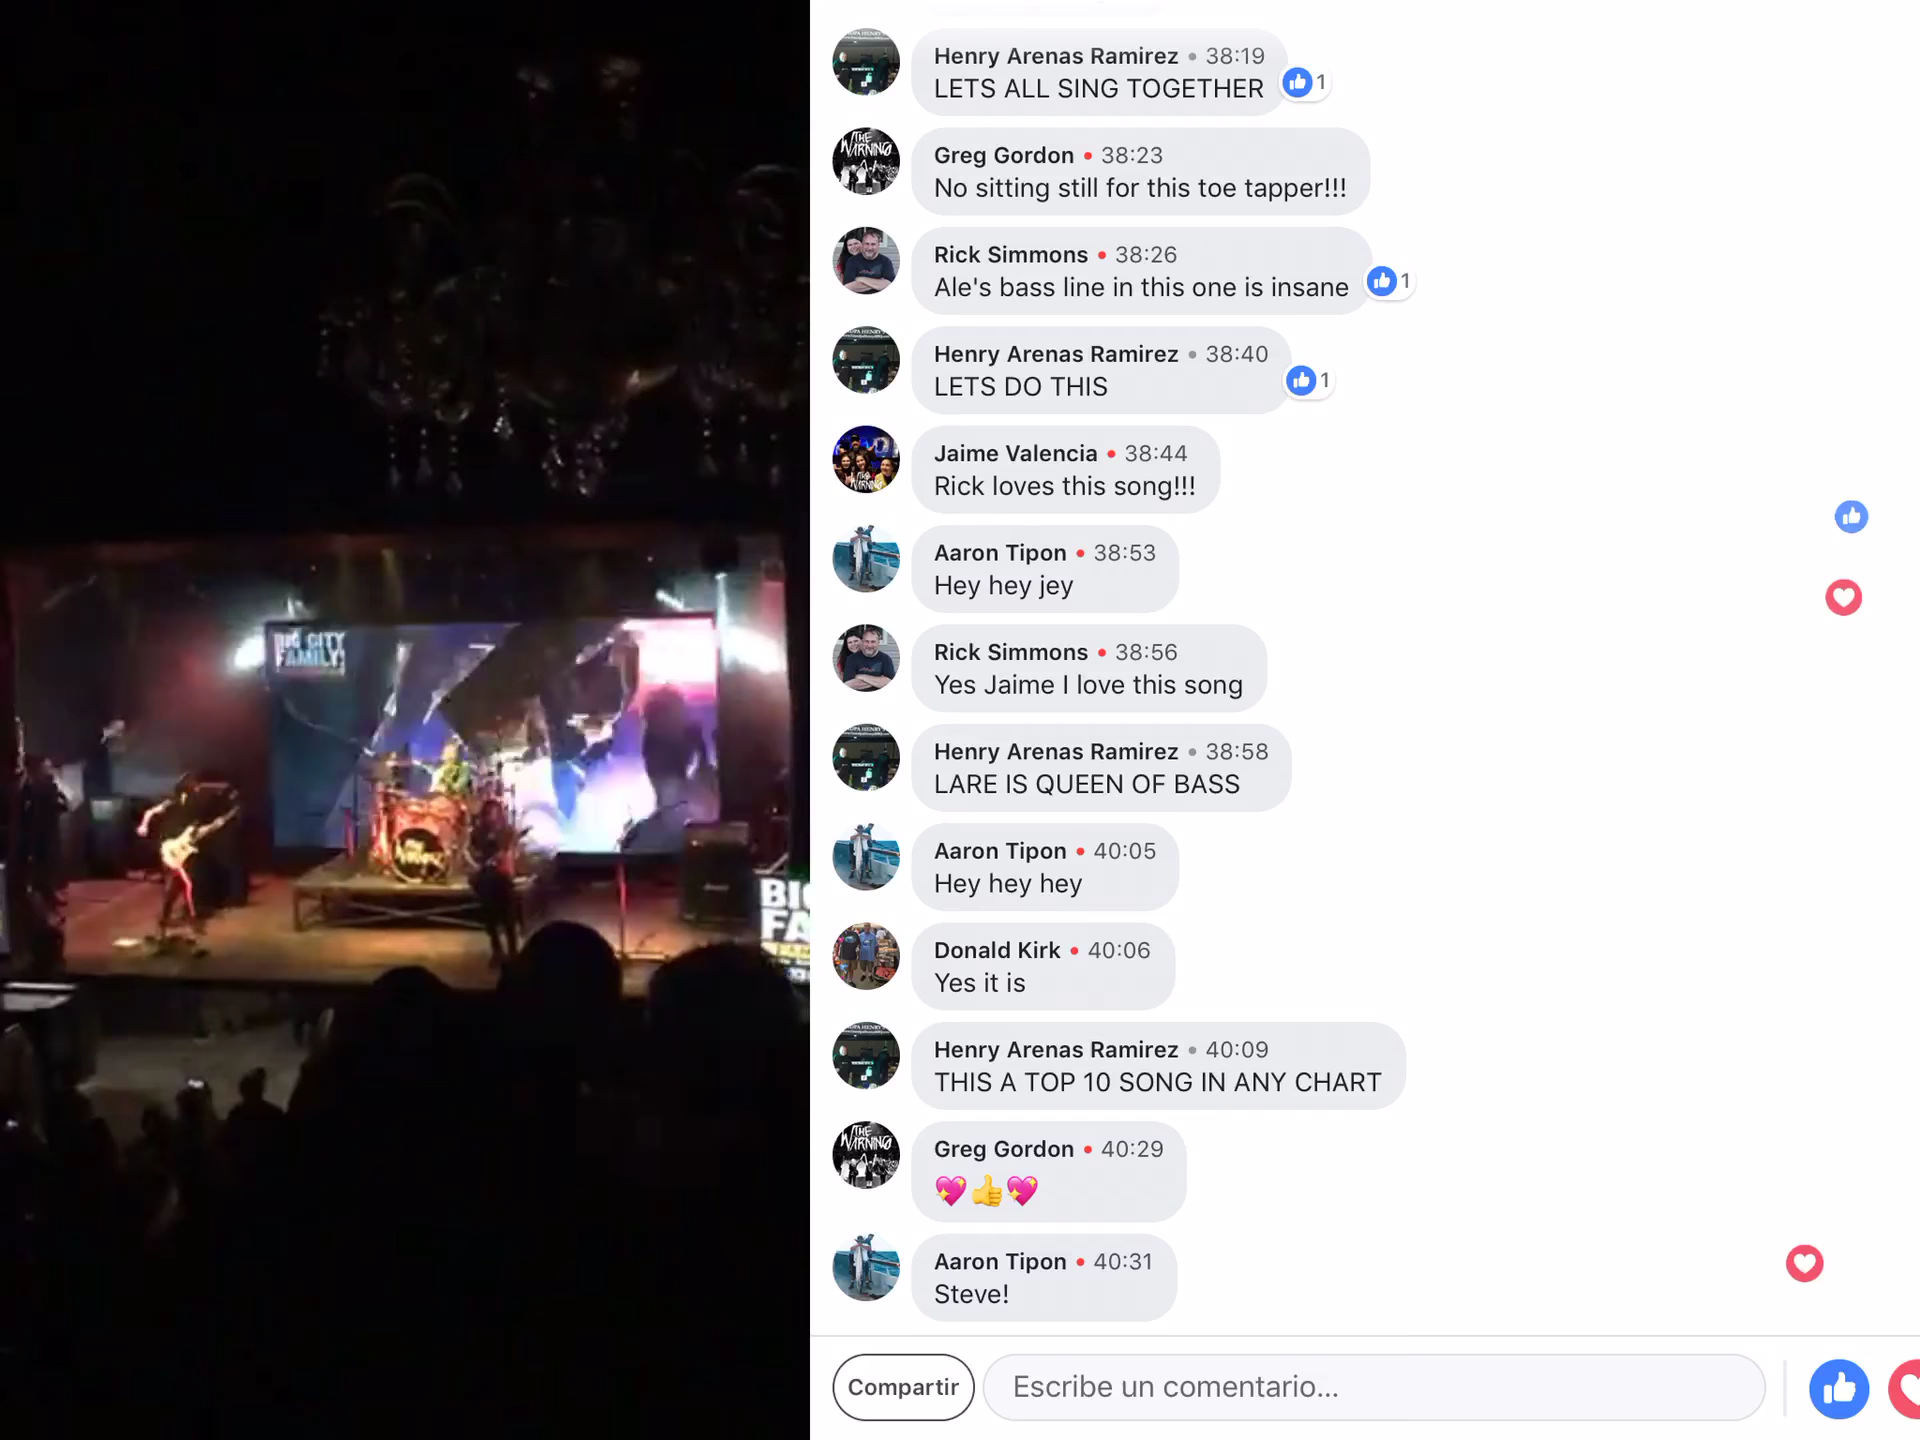 BIG CITY
FAMILY
BIG
FA
Henry Arenas Ramirez • 38:19
LETS ALL SING TOGETHER
1
Greg Gordon • 38:23
No sitting still for this toe tapper!!!
Rick Simmons • 38:26
Ale's bass line in this one is insane
1
Henry Arenas Ramirez • 38:40
LETS DO THIS
1
Jaime Valencia • 38:44
Rick loves this song!!!
Aaron Tipon • 38:53
Hey hey jey
Rick Simmons • 38:56
Yes Jaime I love this song
Henry Arenas Ramirez • 38:58
LARE IS QUEEN OF BASS
Aaron Tipon • 40:05
Hey hey hey
Donald Kirk • 40:06
Yes it is
Henry Arenas Ramirez • 40:09
THIS A TOP 10 SONG IN ANY CHART
THE
WARNING
Greg Gordon • 40:29
💖👍💖
Aaron Tipon • 40:31
Steve!
Compartir
Escribe un comentario...